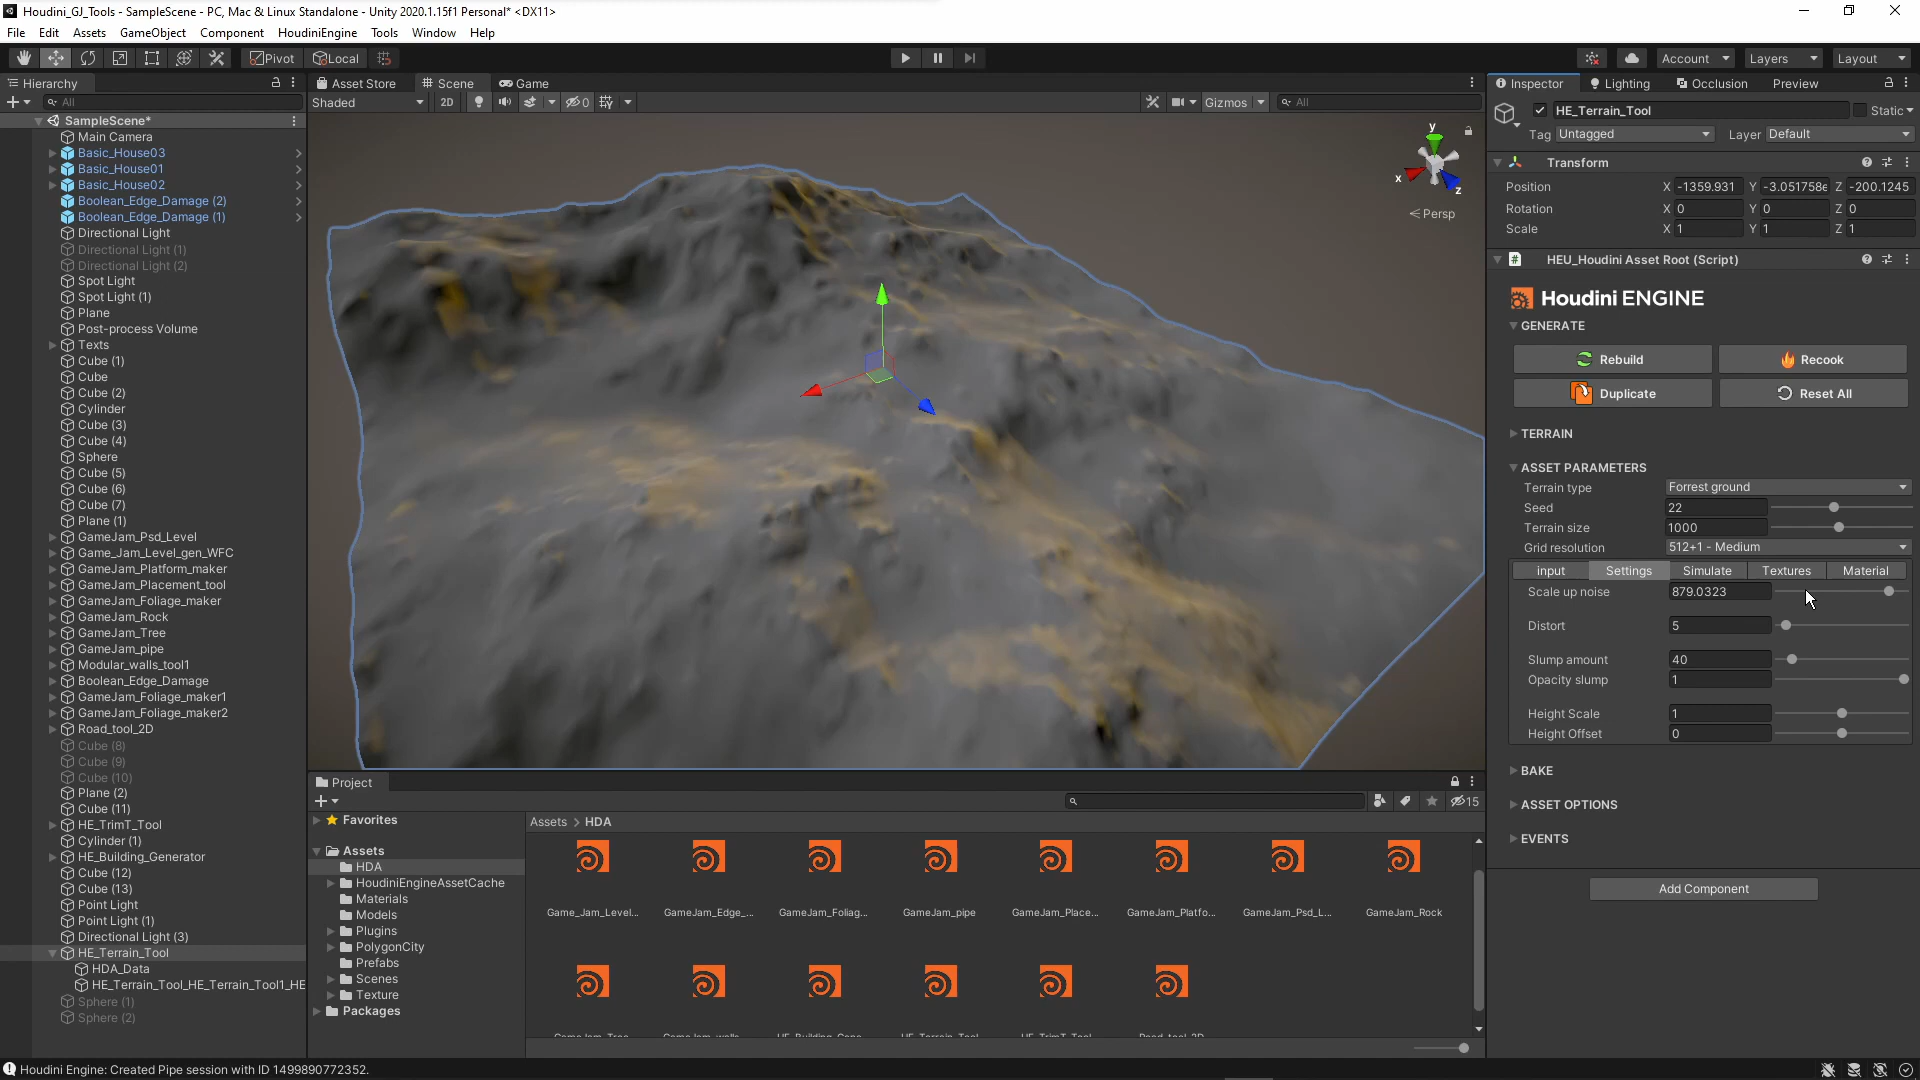 Houdini_GJ_Tools - SampleScene - PC, Mac & Linux Standalone - Unity 2020.1.15f1 Personal* <DX11>
File Edit Assets GameObject Component HoudiniEngine Tools Window Help
Pivot Local Account Layers Layout
Hierarchy
All
SampleScene*
Main Camera
Basic_House03
Basic_House01
Basic_House02
Boolean_Edge_Damage (2)
Boolean_Edge_Damage (1)
Directional Light
Directional Light (1)
Directional Light (2)
Spot Light
Spot Light (1)
Plane
Post-process Volume
Texts
Cube (1)
Cube
Cube (2)
Cylinder
Cube (3)
Cube (4)
Sphere
Cube (5)
Cube (6)
Cube (7)
Plane (1)
GameJam_Psd_Level
Game_Jam_Level_gen_WFC
GameJam_Platform_maker
GameJam_Placement_tool
GameJam_Foliage_maker
GameJam_Rock
GameJam_Tree
GameJam_pipe
Modular_walls_tool1
Boolean_Edge_Damage
GameJam_Foliage_maker1
GameJam_Foliage_maker2
Road_tool_2D
Cube (8)
Cube (9)
Cube (10)
Plane (2)
Cube (11)
HE_TrimT_Tool
Cylinder (1)
HE_Building_Generator
Cube (12)
Cube (13)
Point Light
Point Light (1)
Directional Light (3)
HE_Terrain_Tool
HDA_Data
HE_Terrain_Tool_HE_Terrain_Tool1_HE
Sphere (1)
Sphere (2)
Asset Store Scene Game
Shaded 2D 0 Gizmos All
y
x
z
< Persp
Project
15
Favorites
Assets
HDA
HoudiniEngineAssetCache
Materials
Models
Plugins
PolygonCity
Prefabs
Scenes
Texture
Packages
Assets > HDA
Game_Jam_Level... GameJam_Edge_... GameJam_Foliag... GameJam_pipe GameJam_Place... GameJam_Platfo... GameJam_Psd_L... GameJam_Rock
Inspector Lighting Occlusion Preview
HE_Terrain_Tool Static
Tag Untagged Layer Default
Transform
Position X -1359.931 Y -3.051758e Z -200.1245
Rotation X 0 Y 0 Z 0
Scale X 1 Y 1 Z 1
# HEU_Houdini Asset Root (Script)
Houdini ENGINE
GENERATE
Rebuild Recook
Duplicate Reset All
TERRAIN
ASSET PARAMETERS
Terrain type Forrest ground
Seed 22
Terrain size 1000
Grid resolution 512+1 - Medium
input Settings Simulate Textures Material
Scale up noise 879.0323
Distort 5
Slump amount 40
Opacity slump 1
Height Scale 1
Height Offset 0
BAKE
ASSET OPTIONS
EVENTS
Add Component
Houdini Engine: Created Pipe session with ID 1499890772352.